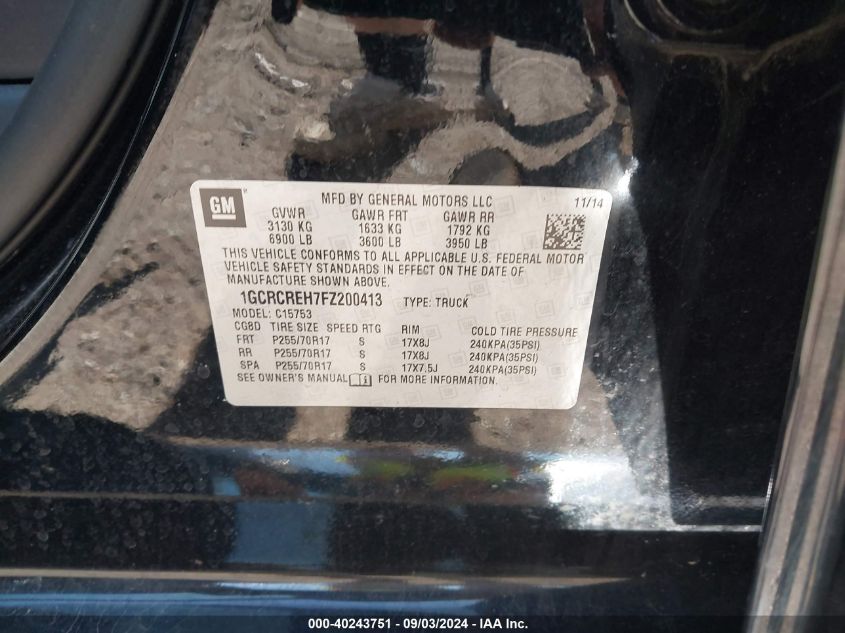 GM
MFD BY GENERAL MOTORS LLC
11/14
GVWR GAWR FRT GAWR RR
3130 KG 1633 KG 1792 KG
6900 LB 3600 LB 3950 LB
THIS VEHICLE CONFORMS TO ALL APPLICABLE U.S. FEDERAL MOTOR
VEHICLE SAFETY STANDARDS IN EFFECT ON THE DATE OF
MANUFACTURE SHOWN ABOVE.
1GCRCREH7FZ200413 TYPE: TRUCK
MODEL: C15753
CGBD TIRE SIZE SPEED RTG RIM COLD TIRE PRESSURE
FRT P255/70R17 S 17X8J 240KPA(35PSI)
RR P255/70R17 S 17X8J 240KPA(35PSI)
SPA P255/70R17 S 17X7.5J 240KPA(35PSI)
SEE OWNER'S MANUAL FOR MORE INFORMATION.
000-40243751 - 09/03/2024 - IAA Inc.